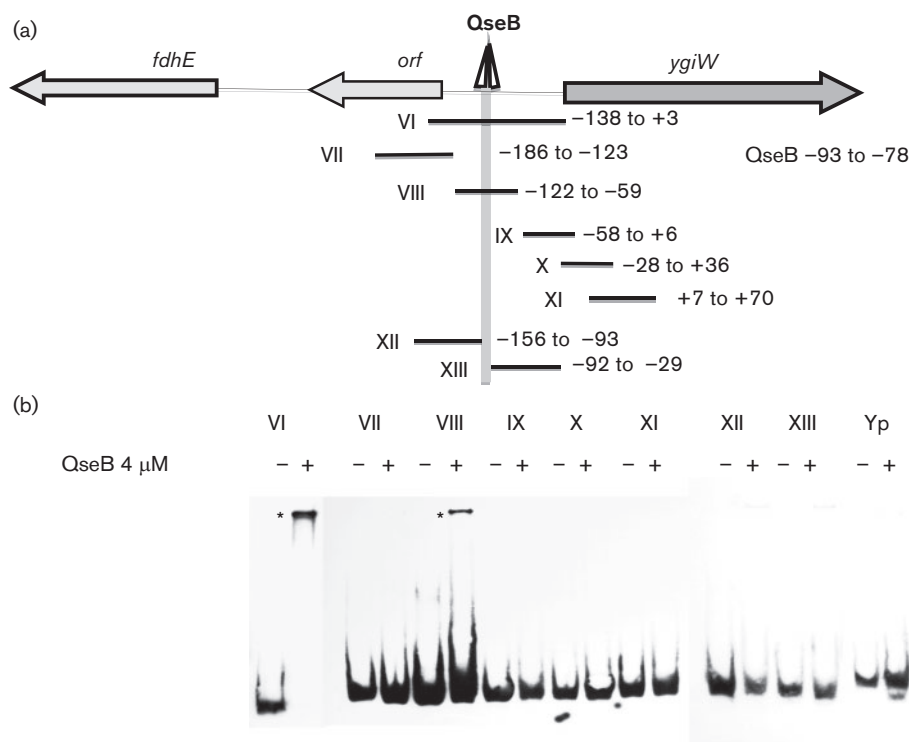 (a)
QseB
fdhE orf ygiW
VI −138 to +3
VII −186 to −123 QseB −93 to −78
VIII −122 to −59
IX −58 to +6
X −28 to +36
XI +7 to +70
XII −156 to −93
XIII −92 to −29
(b)
VI VII VIII IX X XI XII XIII Yp
QseB 4 μM − + − + − + − + − + − + − + − + − +
* *